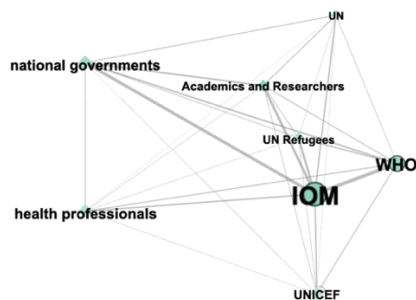 UN
national governments
Academics and Researchers
UN Refugees
WHO
IOM
health professionals
UNICEF